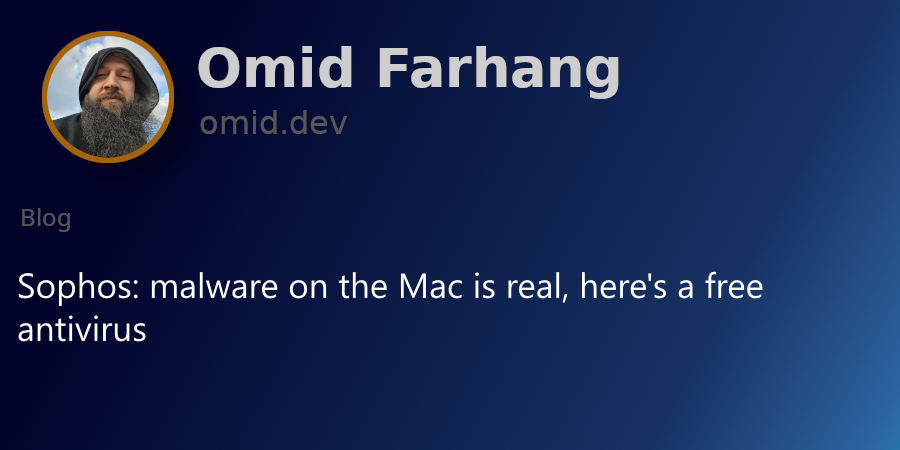 Omid Farhang
omid.dev
Blog
Sophos: malware on the Mac is real, here's a free
antivirus